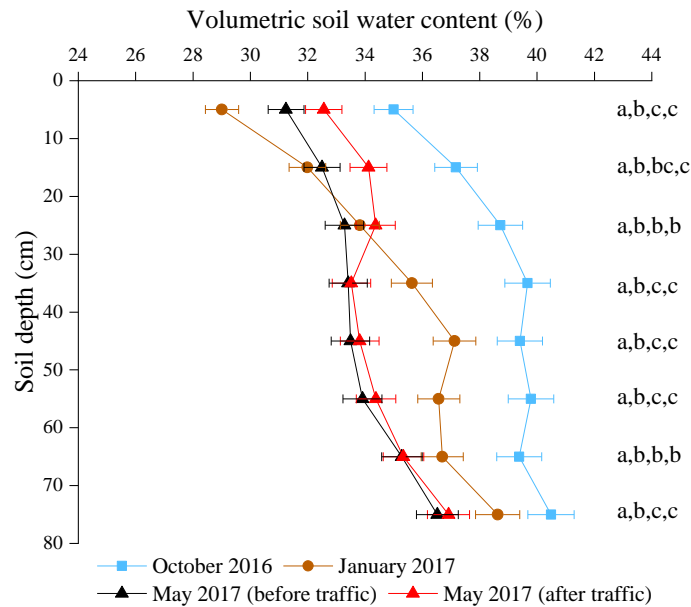 Volumetric soil water content (%)
24 26 28 30 32 34 36 38 40 42 44
0
10
20
30
40
50
60
70
80
Soil depth (cm)
a,b,c,c
a,b,bc,c
a,b,b,b
a,b,c,c
a,b,c,c
a,b,c,c
a,b,b,b
a,b,c,c
October 2016 January 2017
May 2017 (before traffic) May 2017 (after traffic)